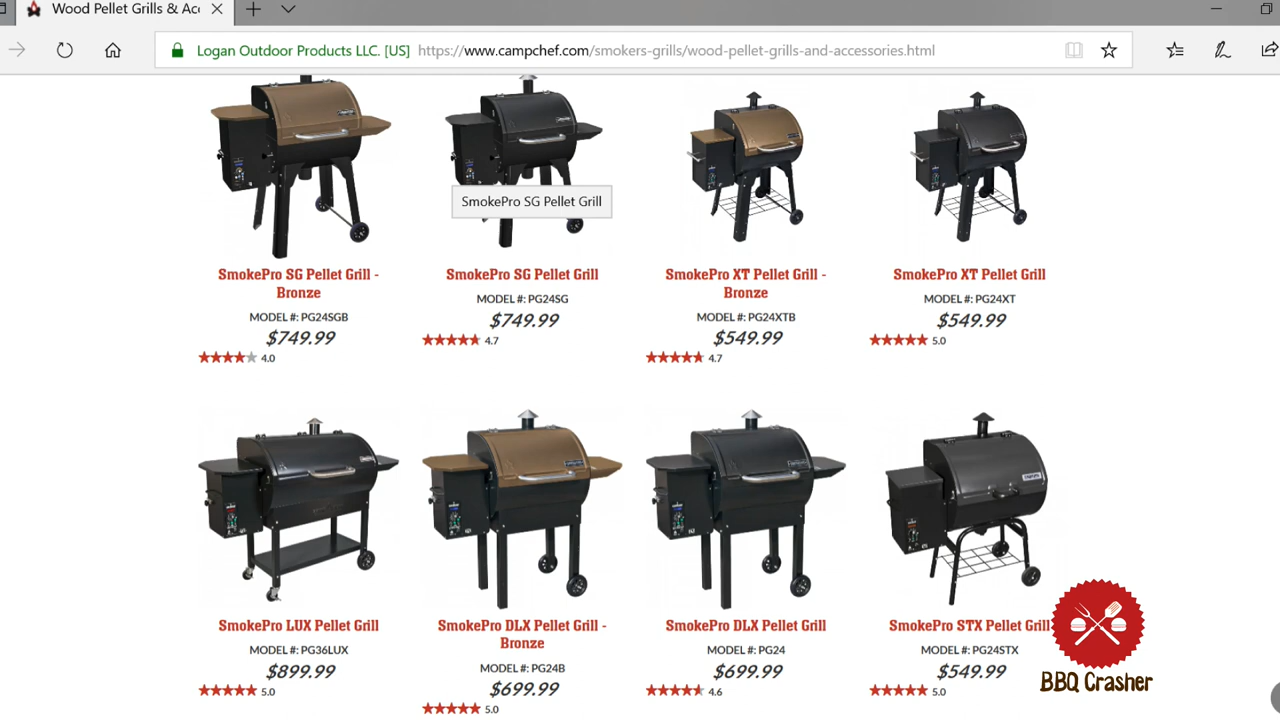 Wood Pellet Grills & Acc
Logan Outdoor Products LLC. [US] https://www.campchef.com/smokers-grills/wood-pellet-grills-and-accessories.html
SmokePro SG Pellet Grill
SmokePro SG Pellet Grill -
Bronze
MODEL #: PG24SGB
$749.99
4.0
SmokePro SG Pellet Grill
MODEL #: PG24SG
$749.99
4.7
SmokePro XT Pellet Grill -
Bronze
MODEL #: PG24XTB
$549.99
4.7
SmokePro XT Pellet Grill
MODEL #: PG24XT
$549.99
5.0
SmokePro LUX Pellet Grill
MODEL #: PG36LUX
$899.99
5.0
SmokePro DLX Pellet Grill -
Bronze
MODEL #: PG24B
$699.99
5.0
SmokePro DLX Pellet Grill
MODEL #: PG24
$699.99
4.6
SmokePro STX Pellet Grill
MODEL #: PG24STX
$549.99
5.0
BBQ Crasher